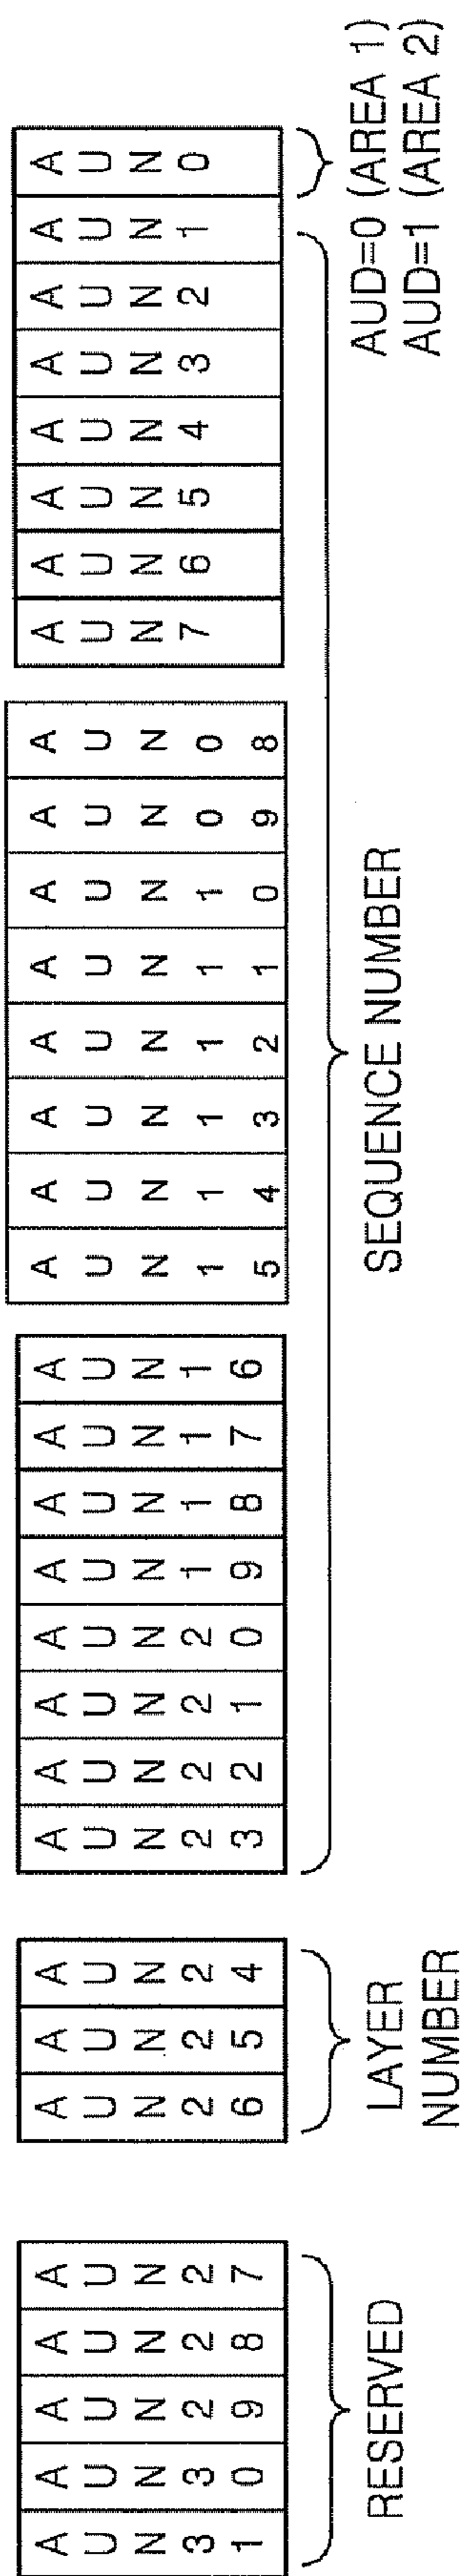 AUN31
AUN30
AUN29
AUN28
AUN27
AUN26
AUN25
AUN24
AUN23
AUN22
AUN21
AUN20
AUN19
AUN18
AUN17
AUN16
AUN15
AUN14
AUN13
AUN12
AUN11
AUN10
AUN09
AUN08
AUN7
AUN6
AUN5
AUN4
AUN3
AUN2
AUN1
AUN0
RESERVED
LAYER
NUMBER
SEQUENCE NUMBER
AUD=0 (AREA 1)
AUD=1 (AREA 2)